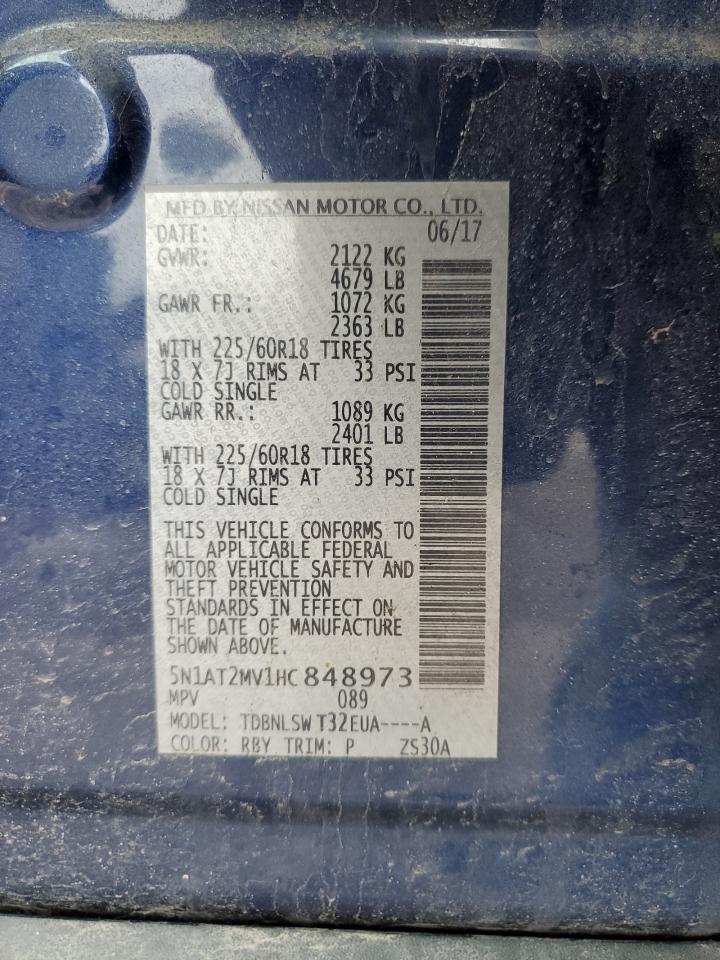 MFD BY NISSAN MOTOR CO., LTD.
DATE: 06/17
GVWR: 2122 KG
4679 LB
GAWR FR.: 1072 KG
2363 LB
WITH 225/60R18 TIRES
18 X 7J RIMS AT 33 PSI
COLD SINGLE
GAWR RR.: 1089 KG
2401 LB
WITH 225/60R18 TIRES
18 X 7J RIMS AT 33 PSI
COLD SINGLE
THIS VEHICLE CONFORMS TO
ALL APPLICABLE FEDERAL
MOTOR VEHICLE SAFETY AND
THEFT PREVENTION
STANDARDS IN EFFECT ON
THE DATE OF MANUFACTURE
SHOWN ABOVE.
5N1AT2MV1HC848973
MPV 089
MODEL: TDBNLSW T32EUA----A
COLOR: RBY TRIM: P ZS30A